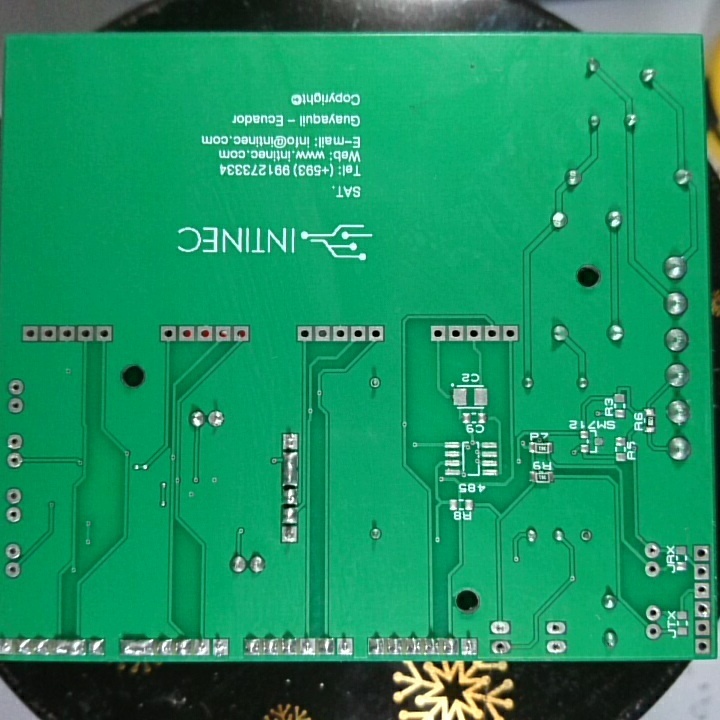 INTINEC
SAT.
Tel: (+593) 991273334
Web: www.intinec.com
E-mail: info@intinec.com
Guayaquil - Ecuador
Copyright©
C2
C9
485
R8
R9
SM712
R3
R6
R5
JRX
JTX